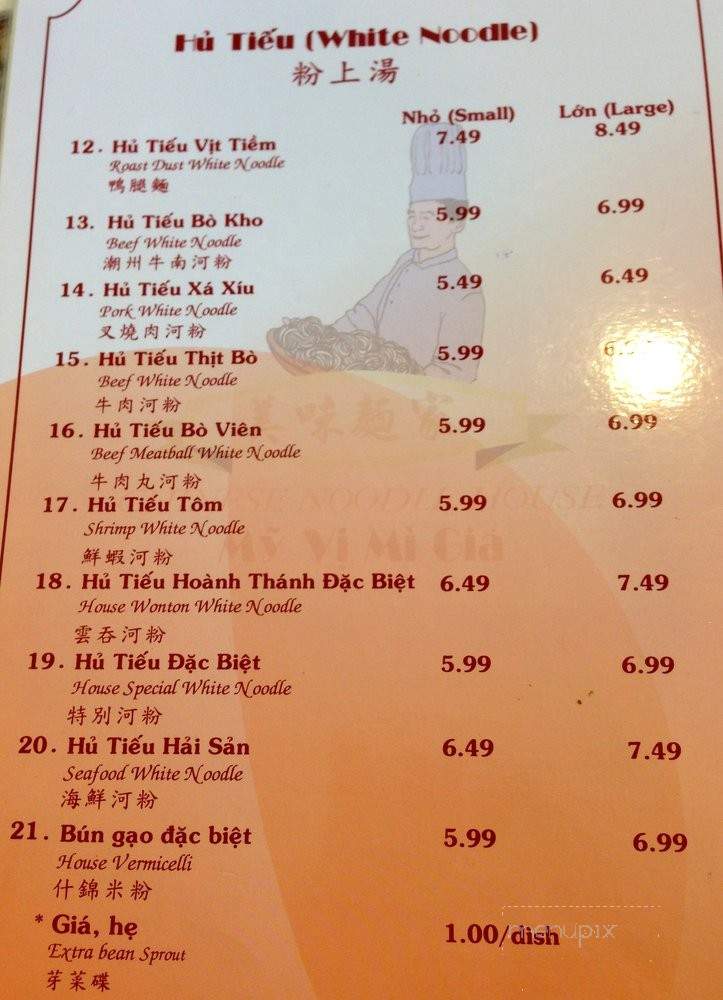 Hủ Tiếu (White Noodle)
粉上湯
Nhỏ (Small) Lớn (Large)
12. Hủ Tiếu Vịt Tiềm 7.49 8.49
Roast Dust White Noodle
鴨腿麵
13. Hủ Tiếu Bò Kho 5.99 6.99
Beef White Noodle
潮州牛南河粉
14. Hủ Tiếu Xá Xíu 5.49 6.49
Pork White Noodle
叉燒肉河粉
15. Hủ Tiếu Thịt Bò 5.99
Beef White Noodle
牛肉河粉
16. Hủ Tiếu Bò Viên 5.99 6.99
Beef Meatball White Noodle
牛肉丸河粉
17. Hủ Tiếu Tôm 5.99 6.99
Shrimp White Noodle
鮮蝦河粉
18. Hủ Tiếu Hoành Thánh Đặc Biệt 6.49 7.49
House Wonton White Noodle
雲吞河粉
19. Hủ Tiếu Đặc Biệt 5.99 6.99
House Special White Noodle
特別河粉
20. Hủ Tiếu Hải Sản 6.49 7.49
Seafood White Noodle
海鮮河粉
21. Bún gạo đặc biệt 5.99 6.99
House Vermicelli
什錦米粉
* Giá, hẹ 1.00/dish
Extra bean Sprout
芽菜碟
美味麵家
NOODLE HOUSE
Mỹ Vị Mì Gia
menupix